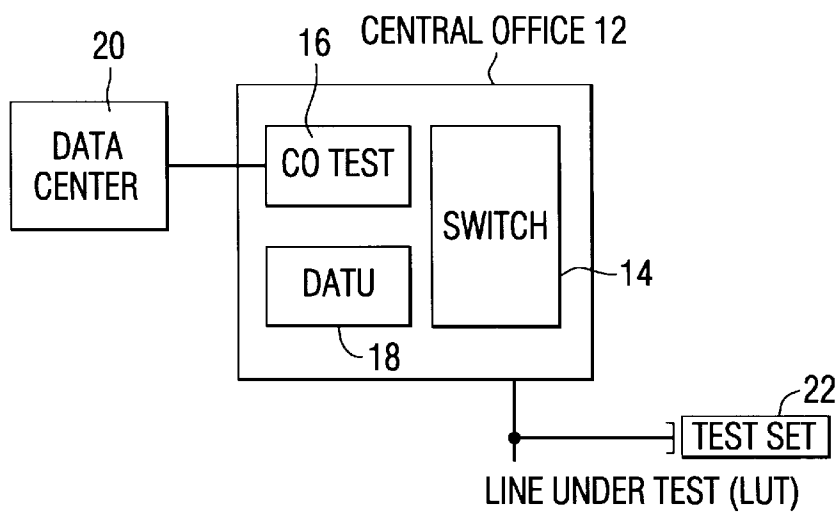 CENTRAL OFFICE 12
20
16
DATA
CENTER
CO TEST
SWITCH
DATU
14
18
22
TEST SET
LINE UNDER TEST (LUT)